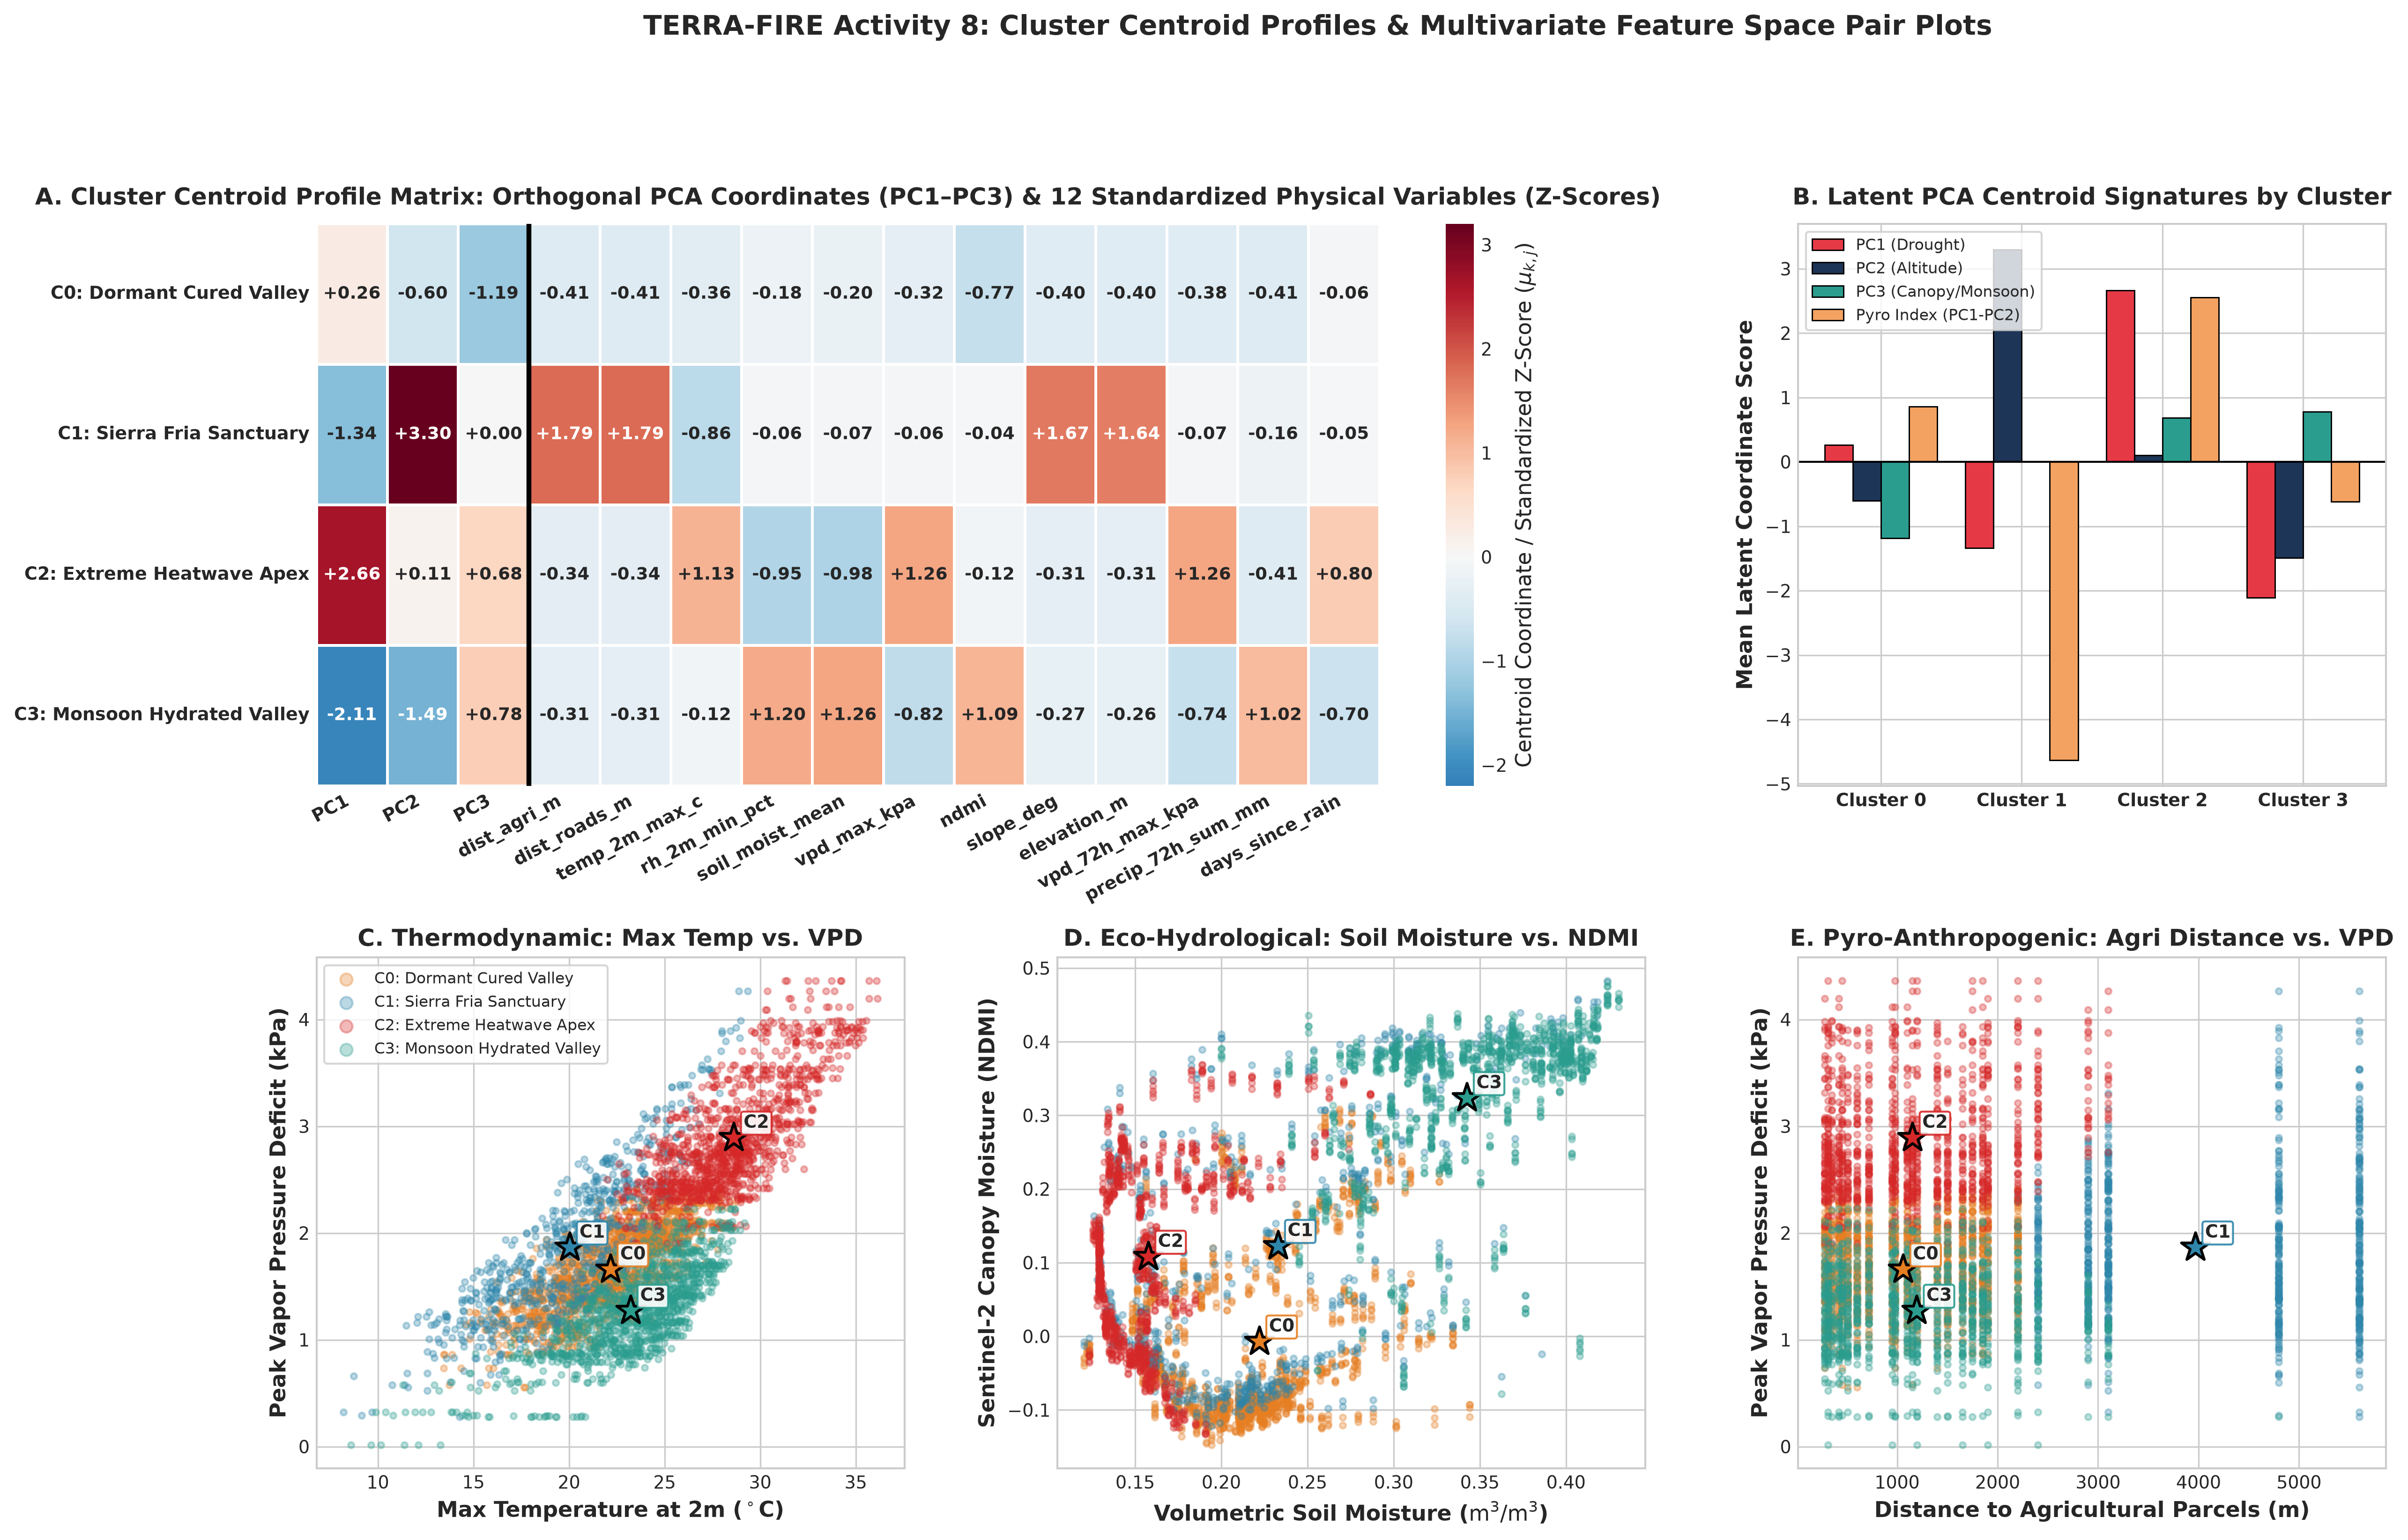 TERRA-FIRE Activity 8: Cluster Centroid Profiles & Multivariate Feature Space Pair Plots
A. Cluster Centroid Profile Matrix: Orthogonal PCA Coordinates (PC1–PC3) & 12 Standardized Physical Variables (Z-Scores)
C0: Dormant Cured Valley
+0.26 -0.60 -1.19 -0.41 -0.41 -0.36 -0.18 -0.20 -0.32 -0.77 -0.40 -0.40 -0.38 -0.41 -0.06
C1: Sierra Fria Sanctuary
-1.34 +3.30 +0.00 +1.79 +1.79 -0.86 -0.06 -0.07 -0.06 -0.04 +1.67 +1.64 -0.07 -0.16 -0.05
C2: Extreme Heatwave Apex
+2.66 +0.11 +0.68 -0.34 -0.34 +1.13 -0.95 -0.98 +1.26 -0.12 -0.31 -0.31 +1.26 -0.41 +0.80
C3: Monsoon Hydrated Valley
-2.11 -1.49 +0.78 -0.31 -0.31 -0.12 +1.20 +1.26 -0.82 +1.09 -0.27 -0.26 -0.74 +1.02 -0.70
PC1
PC2
PC3
dist_agri_m
dist_roads_m
temp_2m_max_c
rh_2m_min_pct
soil_moist_mean
vpd_max_kpa
ndmi
slope_deg
elevation_m
vpd_72h_max_kpa
precip_72h_sum_mm
days_since_rain
3
2
1
0
−1
−2
Centroid Coordinate / Standardized Z-Score (μk,j)
B. Latent PCA Centroid Signatures by Cluster
PC1 (Drought)
PC2 (Altitude)
PC3 (Canopy/Monsoon)
Pyro Index (PC1-PC2)
Mean Latent Coordinate Score
3
2
1
0
−1
−2
−3
−4
−5
Cluster 0
Cluster 1
Cluster 2
Cluster 3
C. Thermodynamic: Max Temp vs. VPD
C0: Dormant Cured Valley
C1: Sierra Fria Sanctuary
C2: Extreme Heatwave Apex
C3: Monsoon Hydrated Valley
Peak Vapor Pressure Deficit (kPa)
4
3
2
1
0
C2
C1
C0
C3
10 15 20 25 30 35
Max Temperature at 2m (°C)
D. Eco-Hydrological: Soil Moisture vs. NDMI
Sentinel-2 Canopy Moisture (NDMI)
0.5
0.4
0.3
0.2
0.1
0.0
−0.1
C3
C1
C2
C0
0.15 0.20 0.25 0.30 0.35 0.40
Volumetric Soil Moisture (m³/m³)
E. Pyro-Anthropogenic: Agri Distance vs. VPD
Peak Vapor Pressure Deficit (kPa)
4
3
2
1
0
C2
C1
C0
C3
1000 2000 3000 4000 5000
Distance to Agricultural Parcels (m)